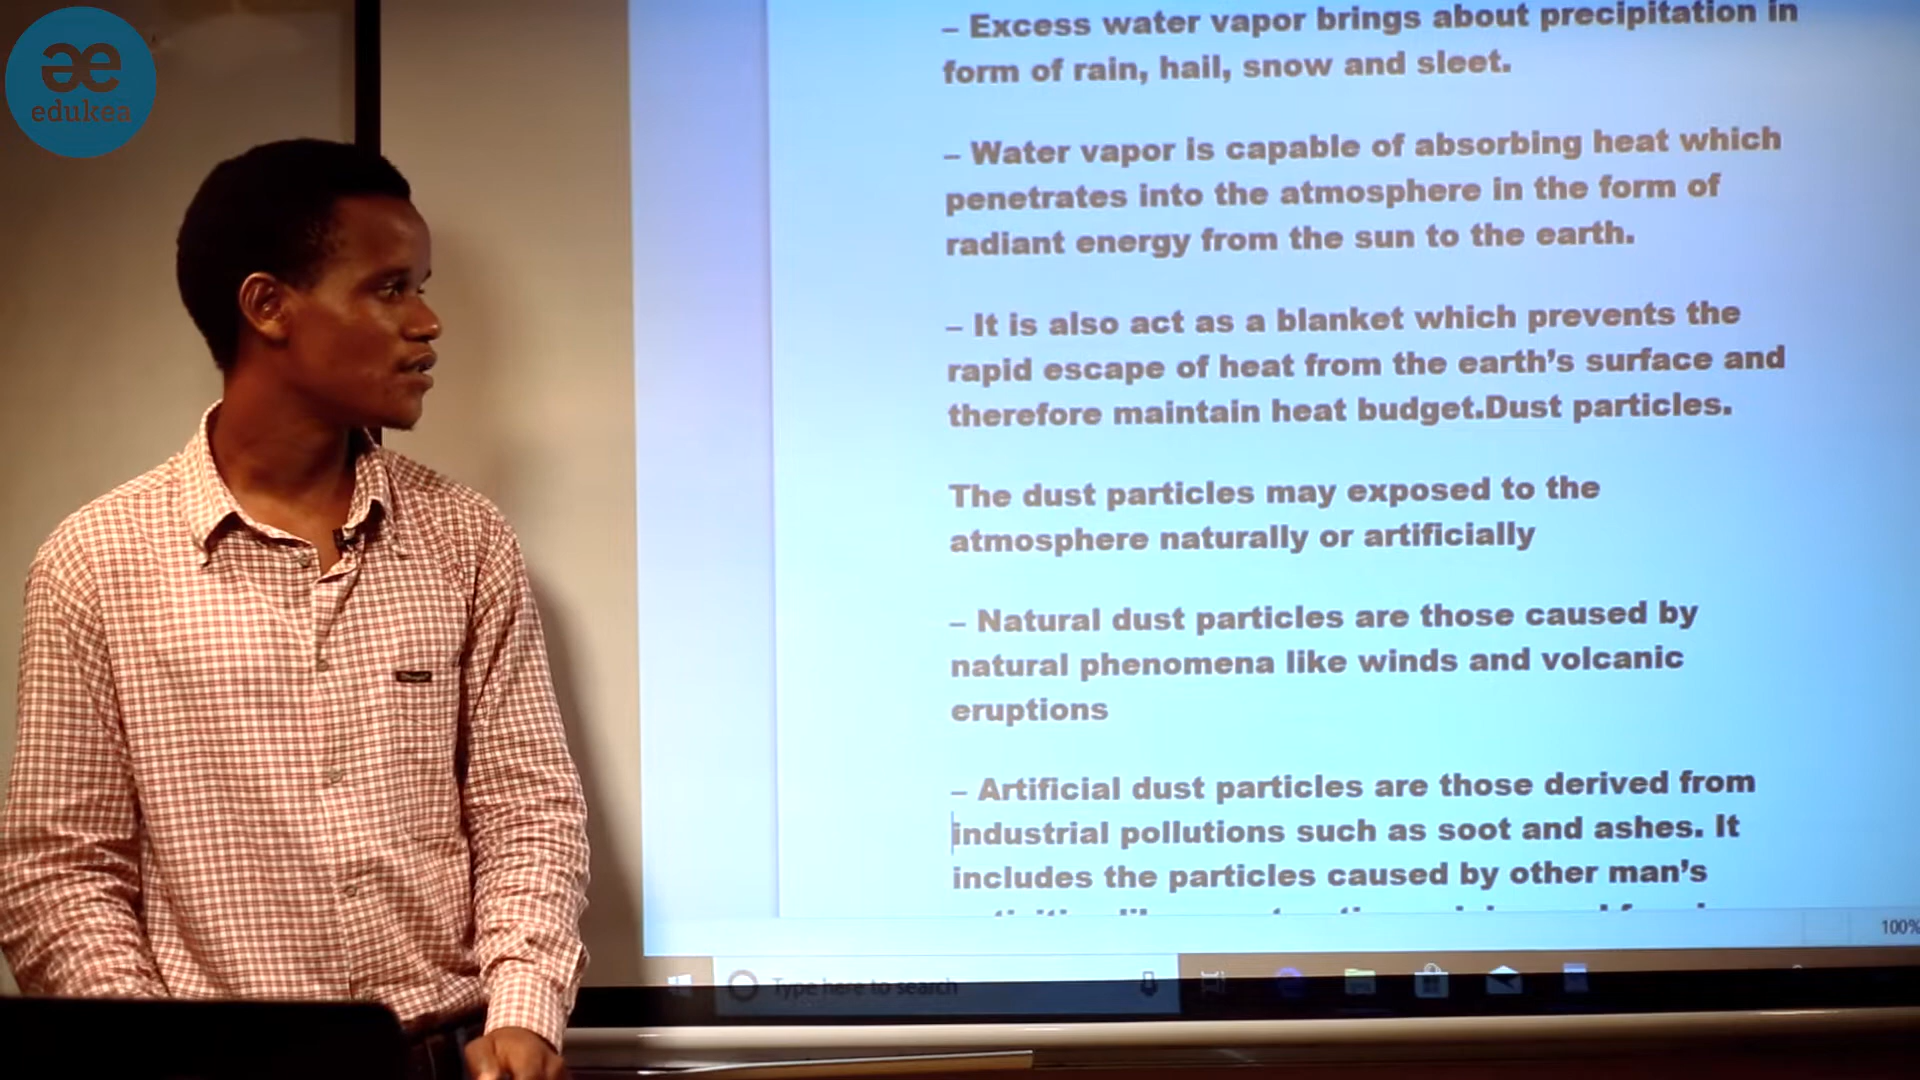 æ
edukea
– Excess water vapor brings about precipitation in
form of rain, hail, snow and sleet.
– Water vapor is capable of absorbing heat which
penetrates into the atmosphere in the form of
radiant energy from the sun to the earth.
– It is also act as a blanket which prevents the
rapid escape of heat from the earth’s surface and
therefore maintain heat budget.Dust particles.
The dust particles may exposed to the
atmosphere naturally or artificially
– Natural dust particles are those caused by
natural phenomena like winds and volcanic
eruptions
– Artificial dust particles are those derived from
industrial pollutions such as soot and ashes. It
includes the particles caused by other man’s
100%
Type here to search